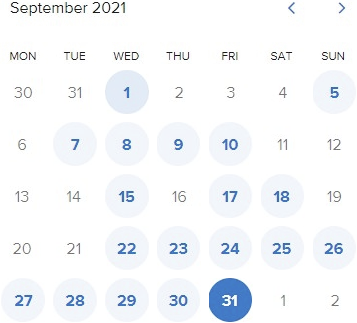 September 2021
MON TUE WED THU FRI SAT SUN
30 31 1 2 3 4 5
6 7 8 9 10 11 12
13 14 15 16 17 18 19
20 21 22 23 24 25 26
27 28 29 30 31 1 2